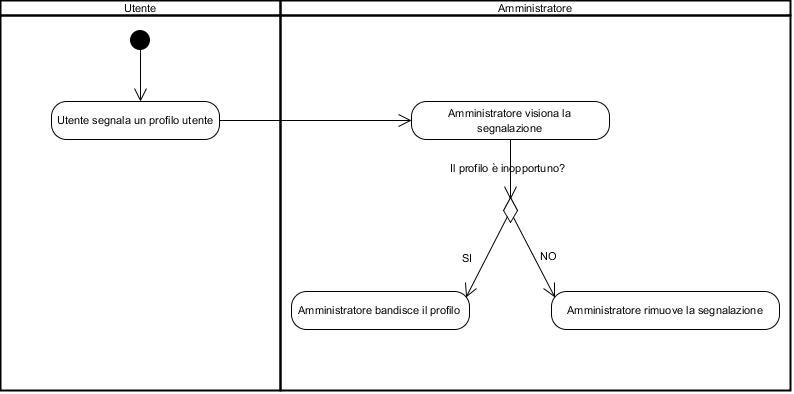 Utente
Amministratore
Utente segnala un profilo utente
Amministratore visiona la
segnalazione
Il profilo è inopportuno?
SI
NO
Amministratore bandisce il profilo
Amministratore rimuove la segnalazione